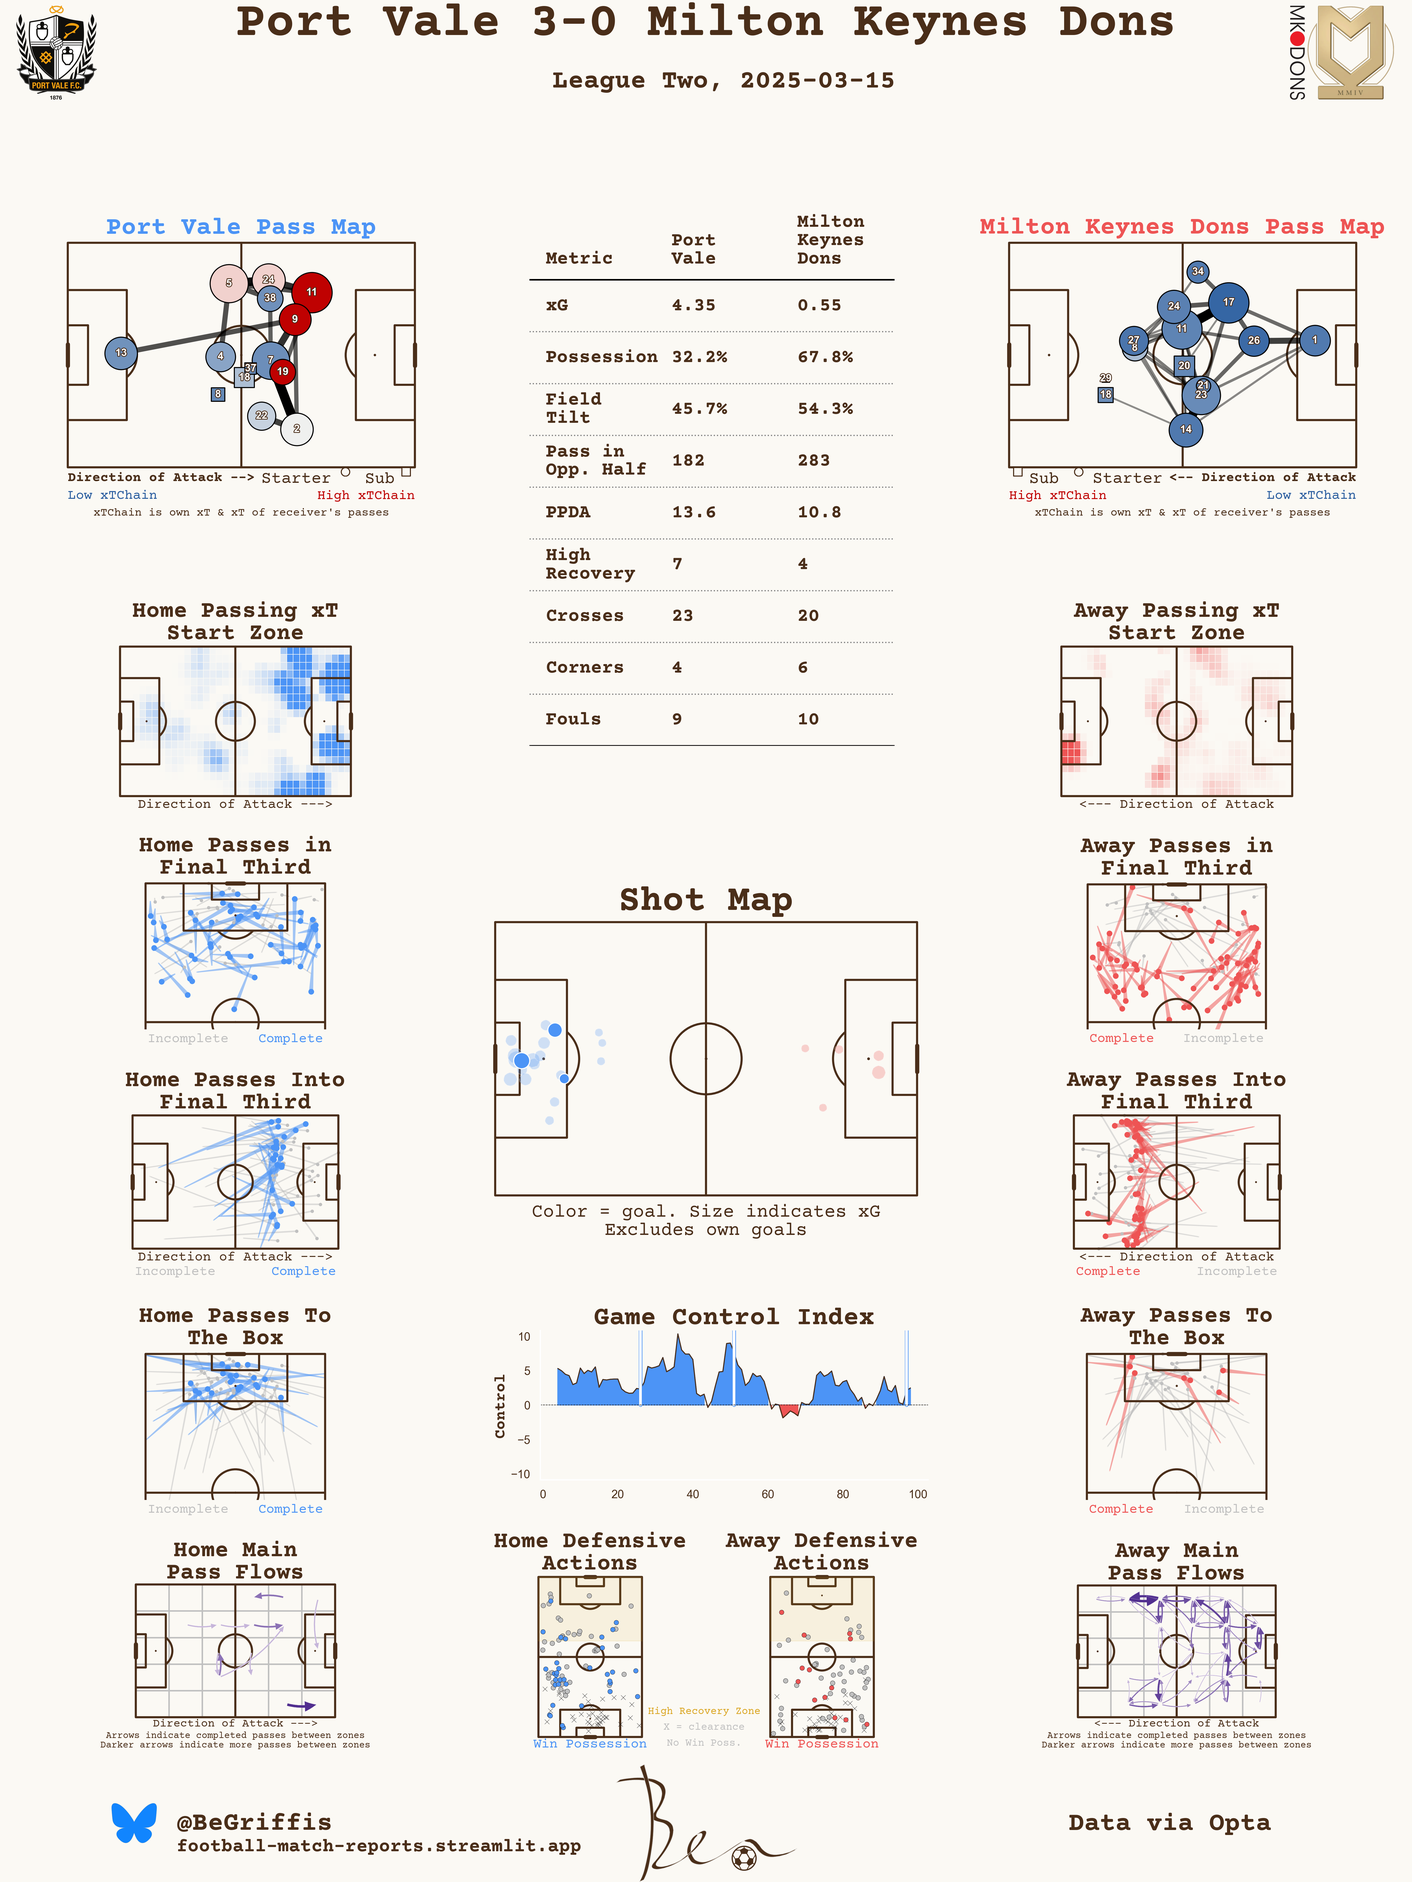 Port Vale 3-0 Milton Keynes Dons
League Two, 2025-03-15
PORT VALE F.C.
1876
MK DONS
MMIV
Port Vale Pass Map
5
24
11
38
9
13
4
7
37
19
18
8
22
2
Direction of Attack --> Starter Sub
Low xTChain High xTChain
xTChain is own xT & xT of receiver's passes
Metric Port Vale Milton Keynes Dons
xG 4.35 0.55
Possession 32.2% 67.8%
Field Tilt 45.7% 54.3%
Pass in Opp. Half 182 283
PPDA 13.6 10.8
High Recovery 7 4
Crosses 23 20
Corners 4 6
Fouls 9 10
Milton Keynes Dons Pass Map
34
24
17
11
27
8
26
1
20
29
18
21
23
14
Sub Starter <-- Direction of Attack
High xTChain Low xTChain
xTChain is own xT & xT of receiver's passes
Home Passing xT
Start Zone
Direction of Attack --->
Away Passing xT
Start Zone
<--- Direction of Attack
Home Passes in
Final Third
Incomplete Complete
Away Passes in
Final Third
Complete Incomplete
Shot Map
Color = goal. Size indicates xG
Excludes own goals
Home Passes Into
Final Third
Direction of Attack --->
Incomplete Complete
Away Passes Into
Final Third
<--- Direction of Attack
Complete Incomplete
Home Passes To
The Box
Incomplete Complete
Game Control Index
Control
10
5
0
−5
−10
0 20 40 60 80 100
Away Passes To
The Box
Complete Incomplete
Home Main
Pass Flows
Direction of Attack --->
Arrows indicate completed passes between zones
Darker arrows indicate more passes between zones
Home Defensive
Actions
Win Possession
High Recovery Zone
X = clearance
No Win Poss.
Away Defensive
Actions
Win Possession
Away Main
Pass Flows
<--- Direction of Attack
Arrows indicate completed passes between zones
Darker arrows indicate more passes between zones
@BeGriffis
football-match-reports.streamlit.app
Ben
Data via Opta